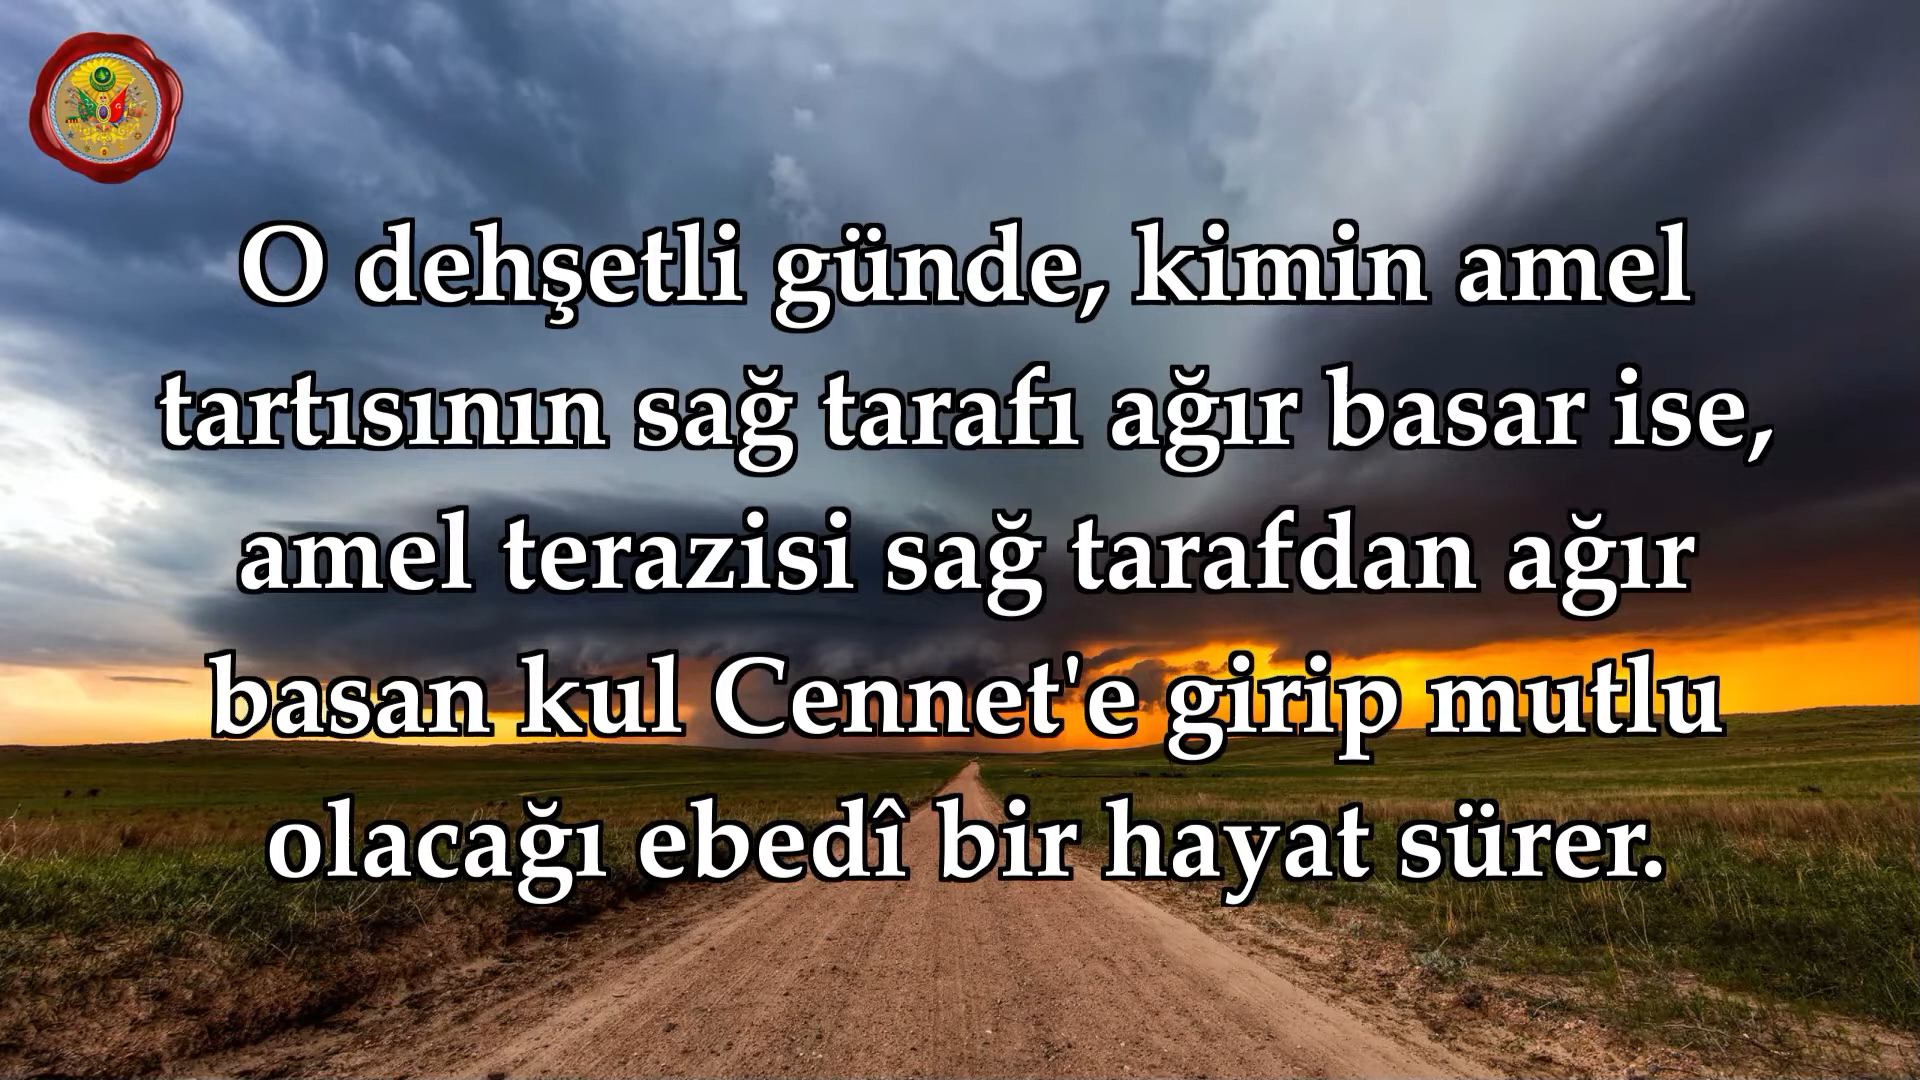 O dehşetli günde, kimin amel
tartısının sağ tarafı ağır basar ise,
amel terazisi sağ tarafdan ağır
basan kul Cennet'e girip mutlu
olacağı ebedî bir hayat sürer.